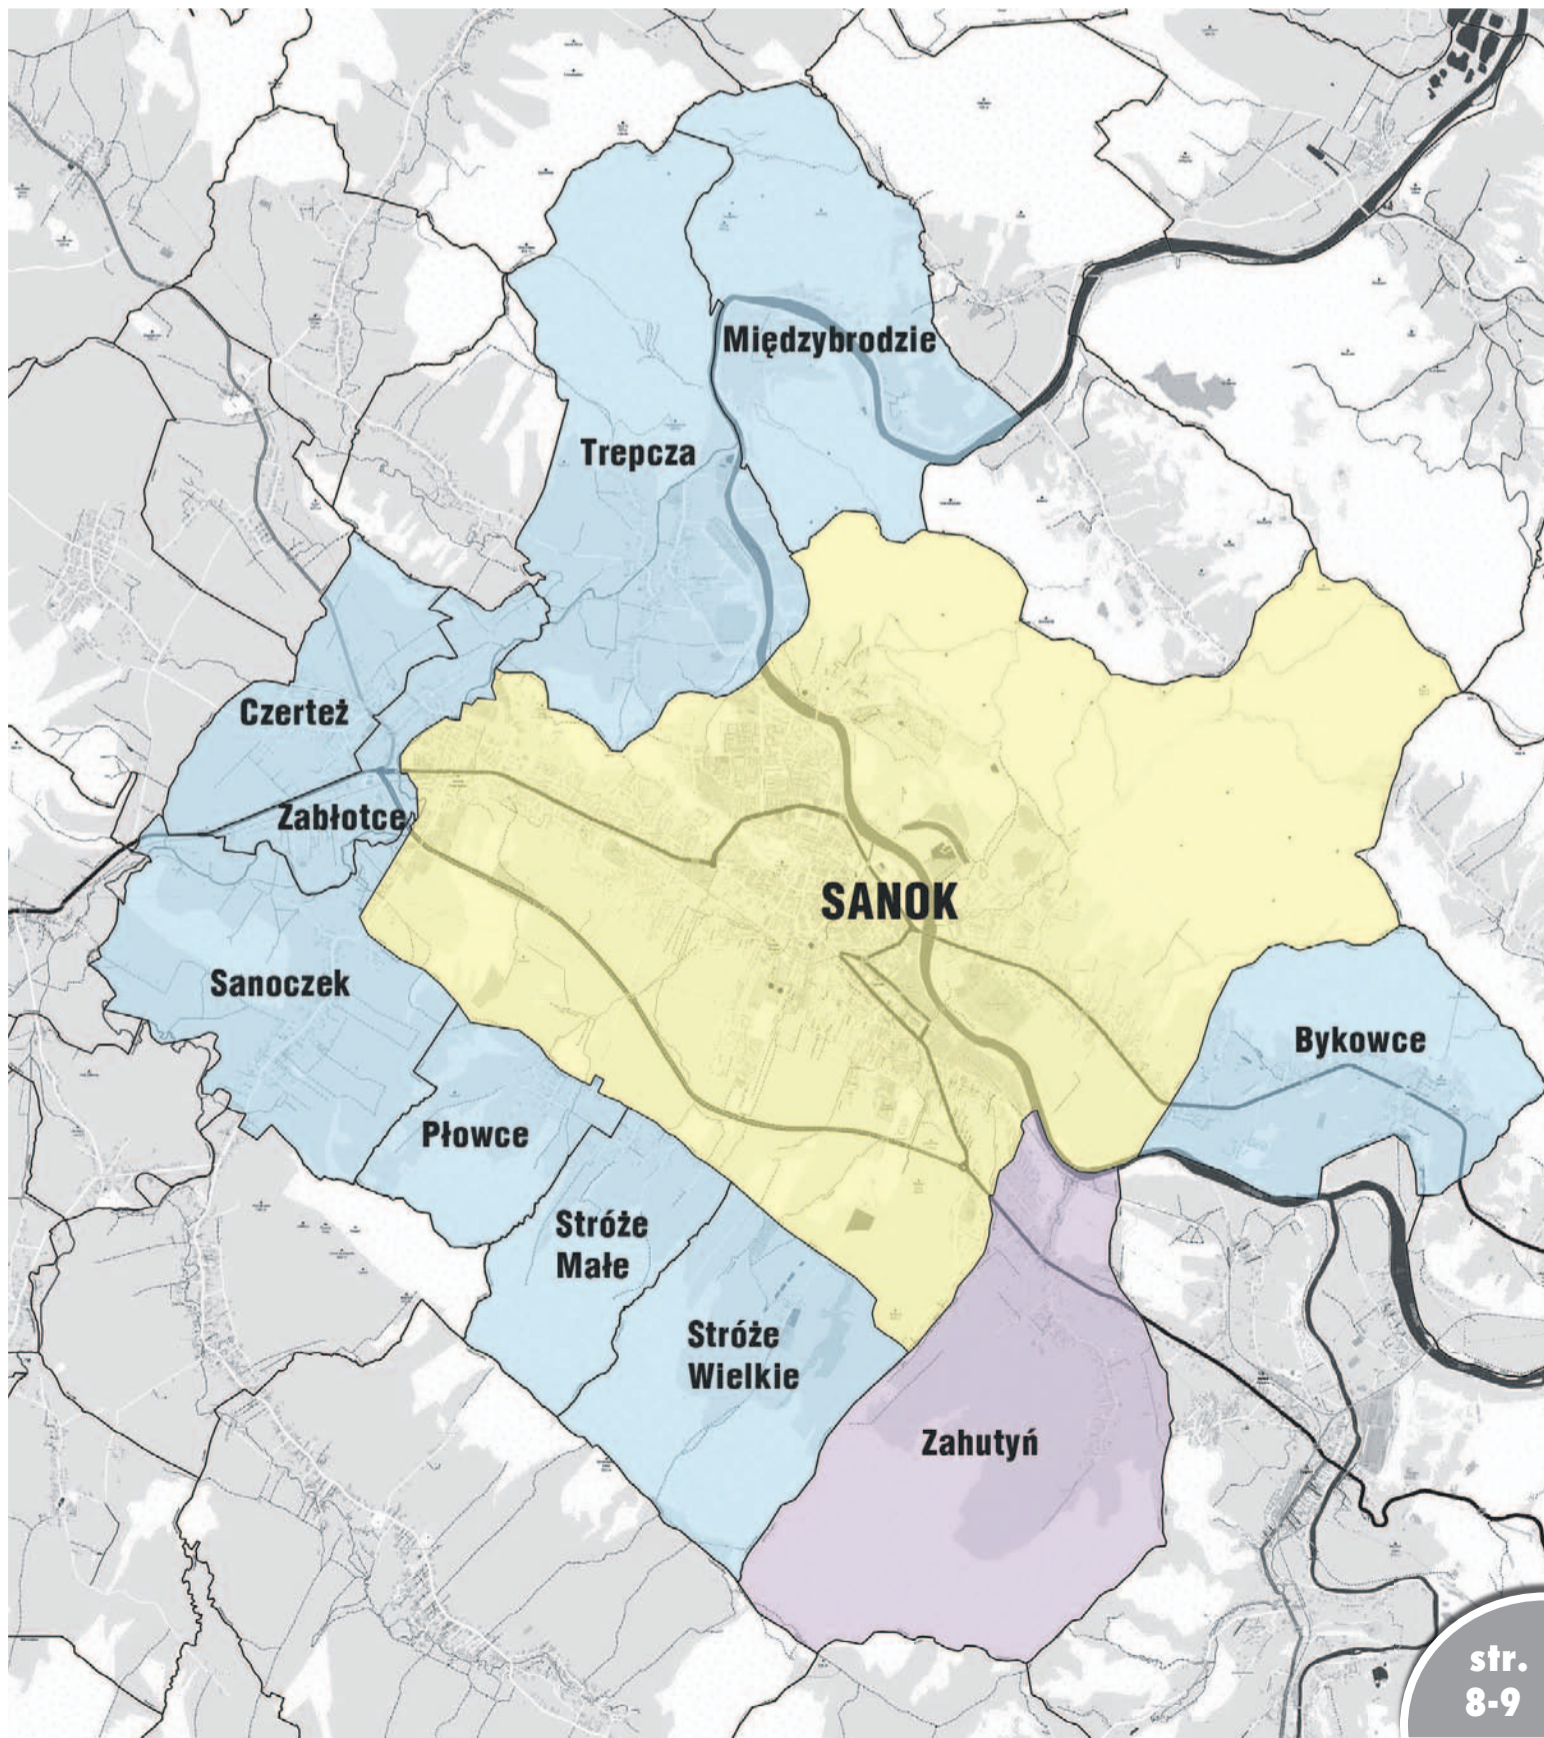 Międzybrodzie
Trepcza
Czerteż
Zabłotce
SANOK
Sanoczek
Bykowce
Płowce
Stróże
Małe
Stróże
Wielkie
Zahutyń
str.
8-9